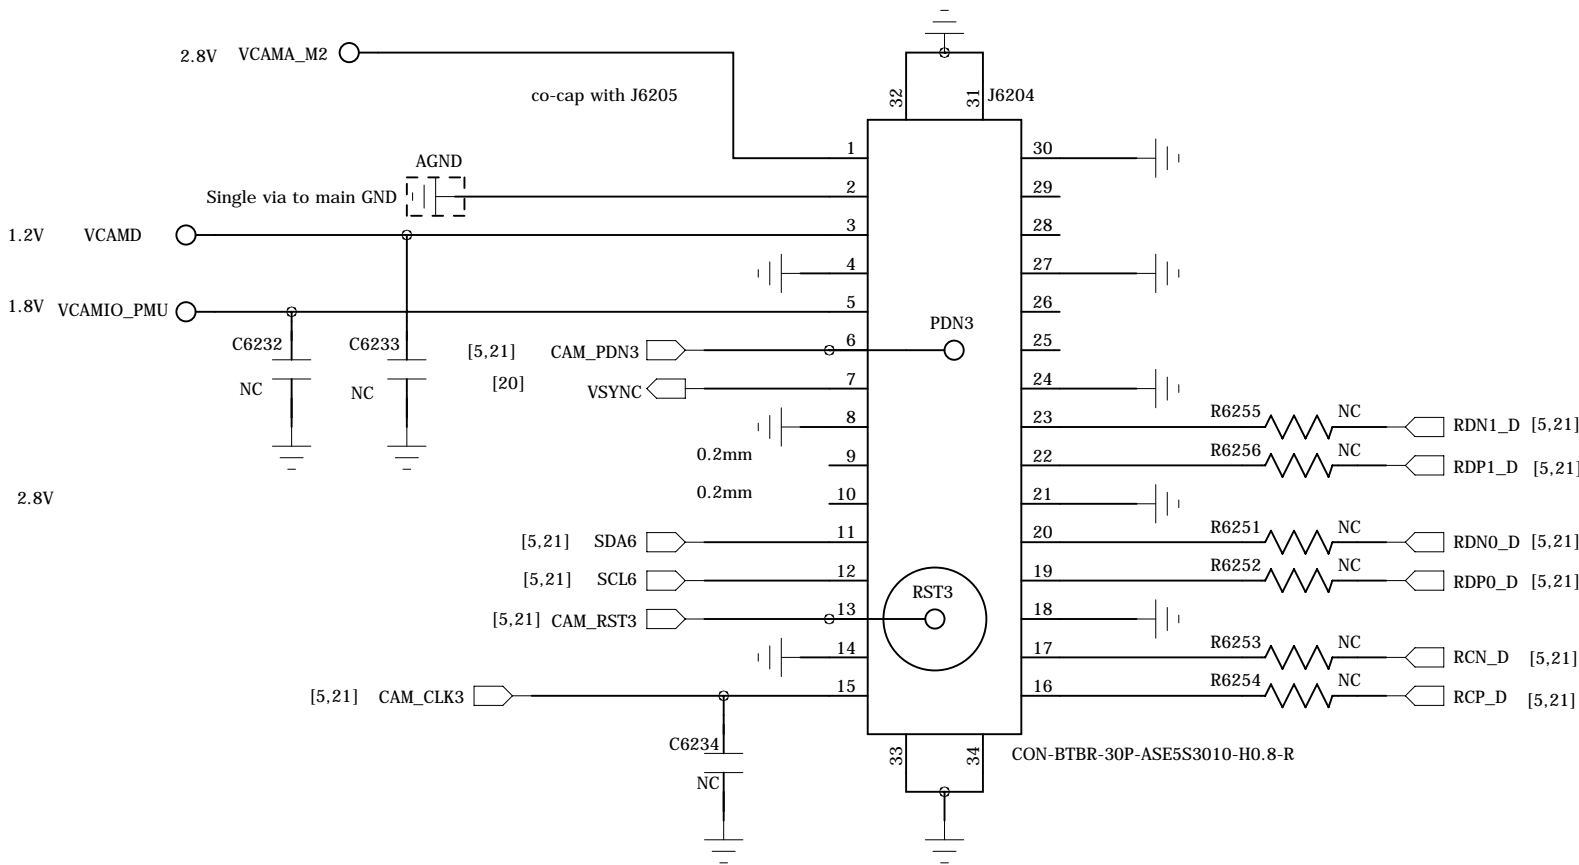 2.8V VCAMA_M2
co-cap with J6205
32 31 J6204
1 30
AGND
Single via to main GND 2 29
1.2V VCAMD 3 28
4 27
1.8V VCAMIO_PMU 5 26
PDN3
C6232 C6233 [5,21] CAM_PDN3 6 25
NC NC [20] VSYNC 7 24
8 23 R6255 NC RDN1_D [5,21]
0.2mm 9 22 R6256 NC RDP1_D [5,21]
2.8V 0.2mm 10 21
[5,21] SDA6 11 20 R6251 NC RDN0_D [5,21]
[5,21] SCL6 12 19 R6252 NC RDP0_D [5,21]
RST3
[5,21] CAM_RST3 13 18
14 17 R6253 NC RCN_D [5,21]
[5,21] CAM_CLK3 15 16 R6254 NC RCP_D [5,21]
C6234 33 34 CON-BTBR-30P-ASE5S3010-H0.8-R
NC